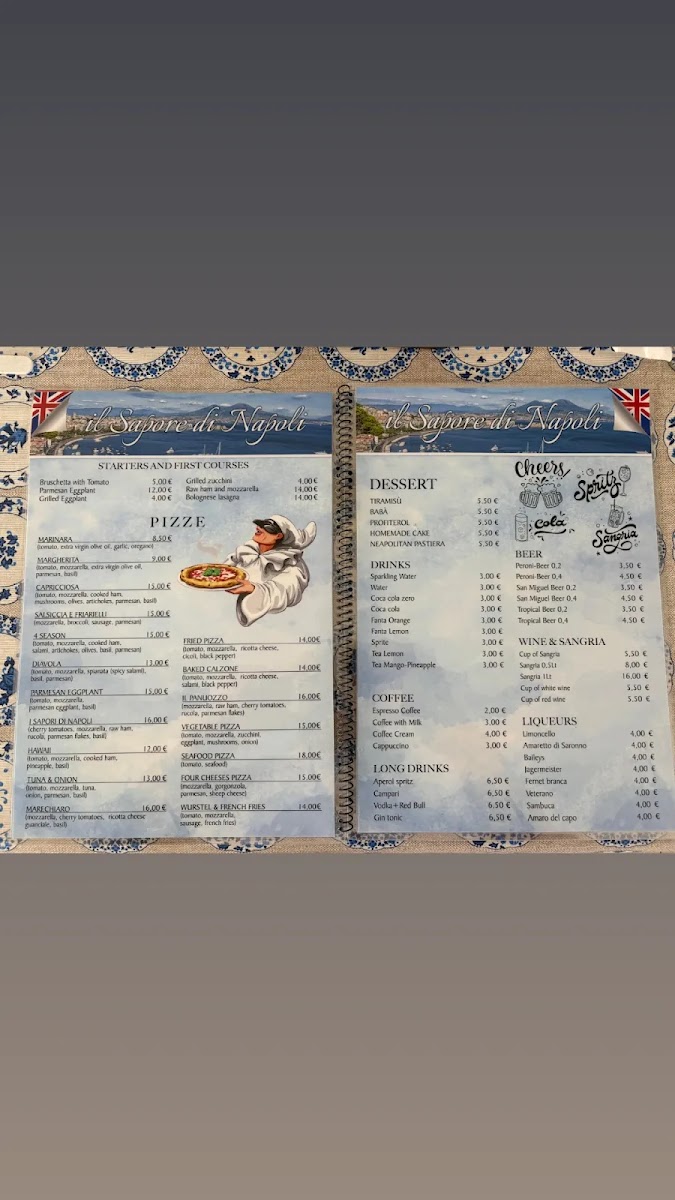 il Sapore di Napoli
STARTERS AND FIRST COURSES
Bruschetta with Tomato 5,00 €
Parmesan Eggplant 12,00 €
Grilled Eggplant 4,00 €
Grilled zucchini 4,00 €
Raw ham and mozzarella 14,00 €
Bolognese lasagna 14,00 €
PIZZE
MARINARA 8,50 €
(tomato, extra virgin olive oil, garlic, oregano)
MARGHERITA 9,00 €
(tomato, mozzarella, extra virgin olive oil,
parmesan, basil)
CAPRICCIOSA 15,00 €
(tomato, mozzarella, cooked ham,
mushrooms, olives, artichokes, parmesan, basil)
SALSICCIA E FRIARIELLI 15,00 €
(mozzarella, broccoli, sausage, parmesan)
4 SEASON 15,00 €
(tomato, mozzarella, cooked ham,
salami, artichokes, olives, basil, parmesan)
DIAVOLA 13,00 €
(tomato, mozzarella, spianata (spicy salami),
basil, parmesan)
PARMESAN EGGPLANT 15,00 €
(tomato, mozzarella,
parmesan eggplant, basil)
I SAPORI DI NAPOLI 16,00 €
(cherry tomatoes, mozzarella, raw ham,
rucola, parmesan flakes, basil)
HAWAII 12,00 €
(tomato, mozzarella, cooked ham,
pineapple, basil)
TUNA & ONION 13,00 €
(tomato, mozzarella, tuna,
onion, parmesan, basil)
MARECHIARO 16,00 €
(mozzarella, cherry tomatoes, ricotta cheese
guanciale, basil)
FRIED PIZZA 14,00€
(tomato, mozzarella, ricotta cheese,
cicoli, black pepper)
BAKED CALZONE 14,00€
(tomato, mozzarella, ricotta cheese,
salami, black pepper)
IL PANUOZZO 16,00€
(mozzarella, raw ham, cherry tomatoes,
rucola, parmesan flakes)
VEGETABLE PIZZA 15,00€
(tomato, mozzarella, zucchini,
eggplant, mushrooms, onion)
SEAFOOD PIZZA 18,00€
(tomato, seafood)
FOUR CHEESES PIZZA 15,00€
(mozzarella, gorgonzola,
parmesan, sheep cheese)
WURSTEL & FRENCH FRIES 14,00€
(tomato, mozzarella,
sausage, french fries)
il Sapore di Napoli
DESSERT
TIRAMISÙ 5.50 €
BABÀ 5.50 €
PROFITEROL 5.50 €
HOMEMADE CAKE 5.50 €
NEAPOLITAN PASTIERA 5.50 €
DRINKS
Sparkling Water 3,00 €
Water 3,00 €
Coca cola zero 3,00 €
Coca cola 3,00 €
Fanta Orange 3,00 €
Fanta Lemon 3,00 €
Sprite 3,00 €
Tea Lemon 3,00 €
Tea Mango-Pineapple 3,00 €
COFFEE
Espresso Coffee 2,00 €
Coffee with Milk 3,00 €
Coffee Cream 4,00 €
Cappuccino 3,00 €
LONG DRINKS
Aperol spritz 6,50 €
Campari 6,50 €
Vodka + Red Bull 6.50 €
Gin tonic 6,50 €
Cheers
Spritz
cola
Sangria
BEER
Peroni-Beer 0,2 3,50 €
Peroni-Beer 0,4 4,50 €
San Miguel Beer 0,2 3,50 €
San Miguel Beer 0,4 4,50 €
Tropical Beer 0,2 3,50 €
Tropical Beer 0,4 4,50 €
WINE & SANGRIA
Cup of Sangria 5,50 €
Sangria 0,5Lt 8,00 €
Sangria 1Lt 16,00 €
Cup of white wine 5,50 €
Cup of red wine 5,50 €
LIQUEURS
Limoncello 4,00 €
Amaretto di Saronno 4,00 €
Baileys 4,00 €
Jagermeister 4,00 €
Fernet branca 4,00 €
Veterano 4,00 €
Sambuca 4,00 €
Amaro del capo 4,00 €